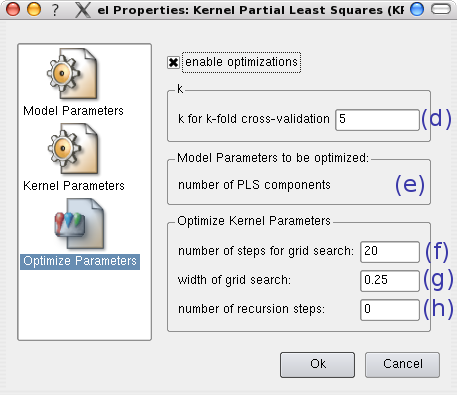 ? X el Properties: Kernel Partial Least Squares (KF
enable optimizations
Model Parameters
Kernel Parameters
Optimize Parameters
k
k for k-fold cross-validation 5 (d)
Model Parameters to be optimized:
number of PLS components (e)
Optimize Kernel Parameters
number of steps for grid search: 20 (f)
width of grid search: 0.25 (g)
number of recursion steps: 0 (h)
Ok Cancel